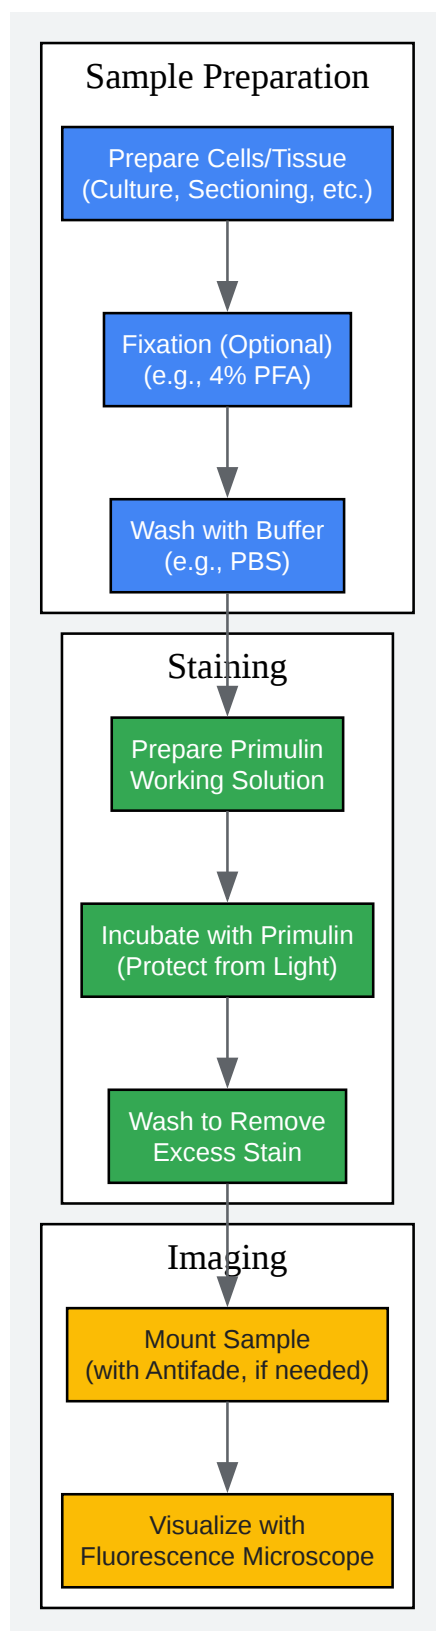 Sample Preparation
Prepare Cells/Tissue
(Culture, Sectioning, etc.)
Fixation (Optional)
(e.g., 4% PFA)
Wash with Buffer
(e.g., PBS)
Staining
Prepare Primulin
Working Solution
Incubate with Primulin
(Protect from Light)
Wash to Remove
Excess Stain
Imaging
Mount Sample
(with Antifade, if needed)
Visualize with
Fluorescence Microscope